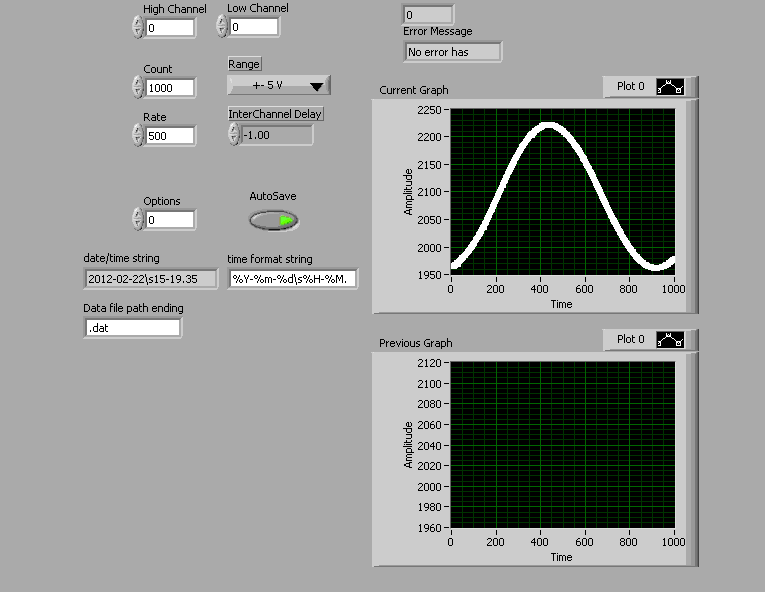 High Channel
0
Low Channel
0
0
Error Message
No error has
Count
1000
Range
+- 5 V
Rate
500
InterChannel Delay
-1.00
Options
0
AutoSave
date/time string
2012-02-22\s15-19.35
time format string
%Y-%m-%d\s%H-%M.
Data file path ending
.dat
Current Graph
Plot 0
2250
2200
2150
2100
2050
2000
1950
Amplitude
0 200 400 600 800 1000
Time
Previous Graph
Plot 0
2120
2100
2080
2060
2040
2020
2000
1980
1960
Amplitude
0 200 400 600 800 1000
Time